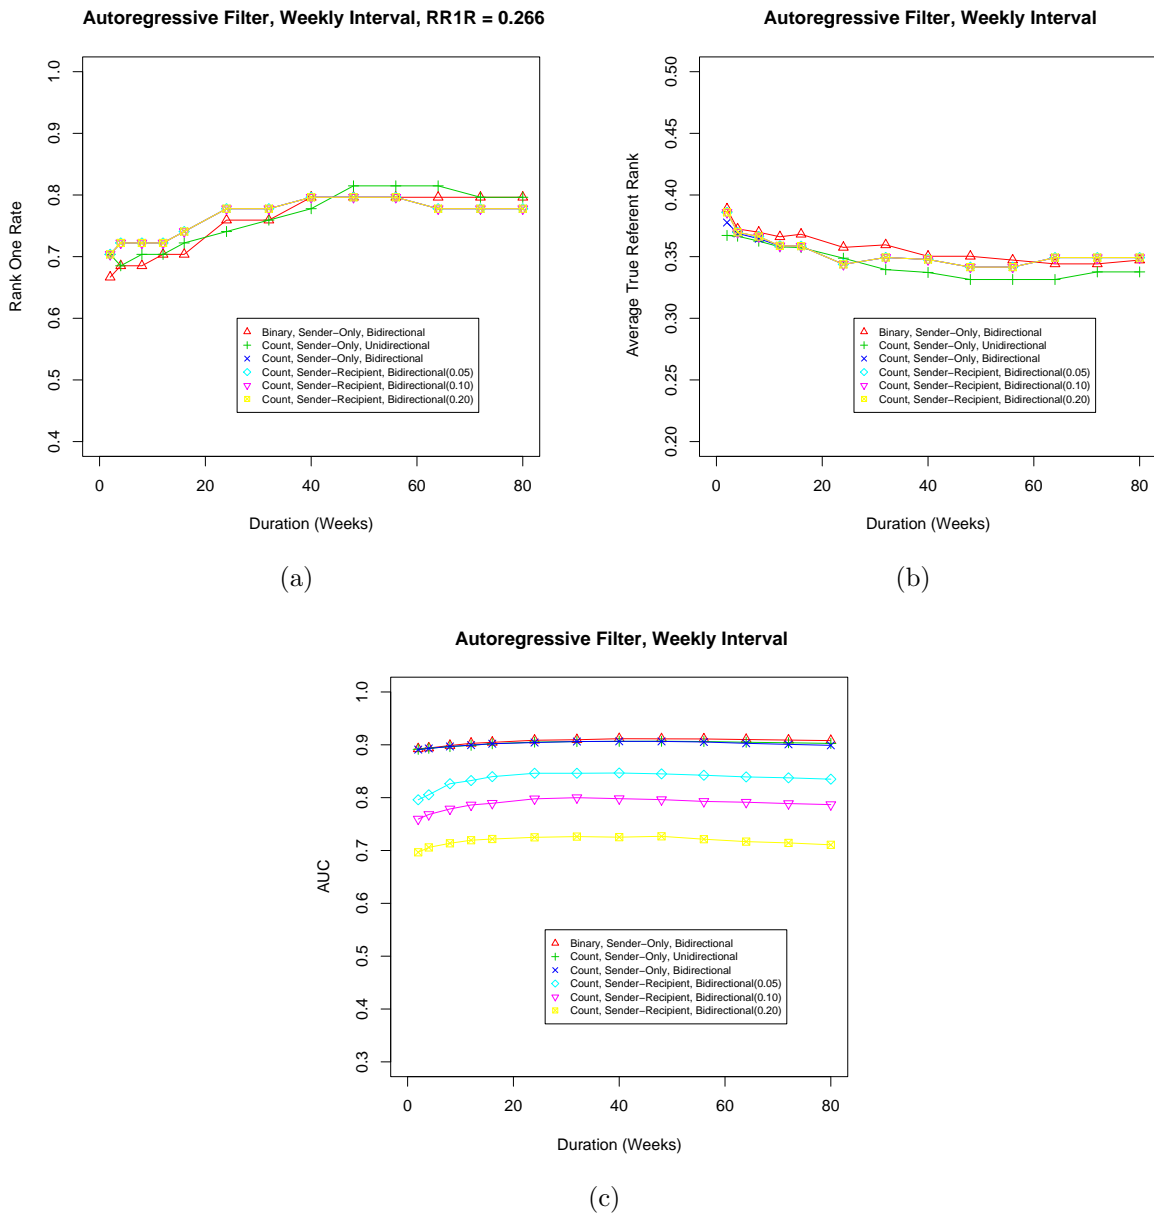 Autoregressive Filter, Weekly Interval, RR1R = 0.266
Rank One Rate
1.0
0.9
0.8
0.7
0.6
0.5
0.4
Binary, Sender−Only, Bidirectional
Count, Sender−Only, Unidirectional
Count, Sender−Only, Bidirectional
Count, Sender−Recipient, Bidirectional(0.05)
Count, Sender−Recipient, Bidirectional(0.10)
Count, Sender−Recipient, Bidirectional(0.20)
0 20 40 60 80
Duration (Weeks)
(a)
Autoregressive Filter, Weekly Interval
Average True Referent Rank
0.50
0.45
0.40
0.35
0.30
0.25
0.20
Binary, Sender−Only, Bidirectional
Count, Sender−Only, Unidirectional
Count, Sender−Only, Bidirectional
Count, Sender−Recipient, Bidirectional(0.05)
Count, Sender−Recipient, Bidirectional(0.10)
Count, Sender−Recipient, Bidirectional(0.20)
0 20 40 60 80
Duration (Weeks)
(b)
Autoregressive Filter, Weekly Interval
AUC
1.0
0.9
0.8
0.7
0.6
0.5
0.4
0.3
Binary, Sender−Only, Bidirectional
Count, Sender−Only, Unidirectional
Count, Sender−Only, Bidirectional
Count, Sender−Recipient, Bidirectional(0.05)
Count, Sender−Recipient, Bidirectional(0.10)
Count, Sender−Recipient, Bidirectional(0.20)
0 20 40 60 80
Duration (Weeks)
(c)